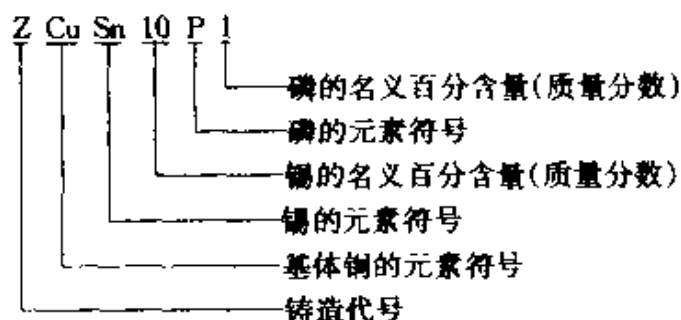 Z Cu Sn 10 P 1
磷的名义百分含量(质量分数)
磷的元素符号
锡的名义百分含量(质量分数)
锡的元素符号
基体铜的元素符号
铸造代号